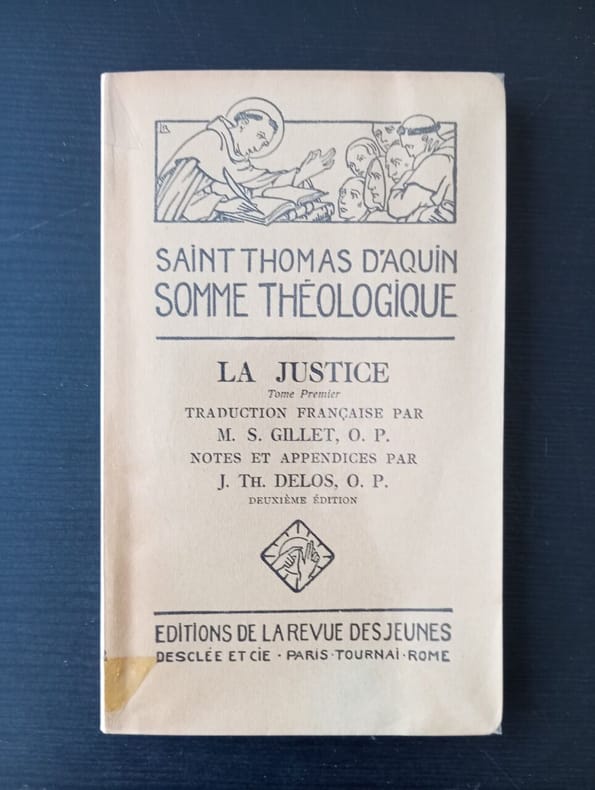 SAINT THOMAS D'AQUIN
SOMME THÉOLOGIQUE
LA JUSTICE
Tome Premier
TRADUCTION FRANÇAISE PAR
M. S. GILLET, O. P.
NOTES ET APPENDICES PAR
J. TH. DELOS, O. P.
DEUXIÈME ÉDITION
EDITIONS DE LA REVUE DES JEUNES
DESCLÉE ET CIE · PARIS · TOURNAI · ROME